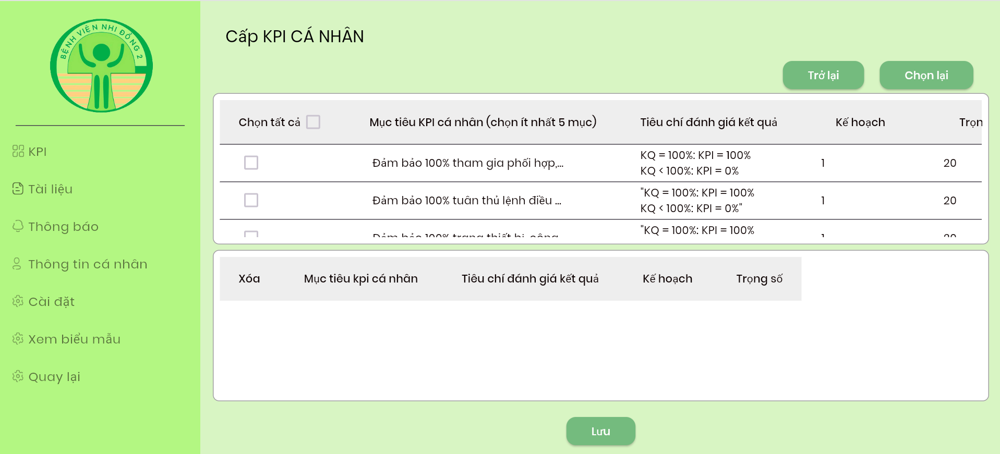 BỆNH VIỆN NHI ĐỒNG 2
KPI
Tài liệu
Thông báo
Thông tin cá nhân
Cài đặt
Xem biểu mẫu
Quay lại
Cấp KPI CÁ NHÂN
Trở lại
Chọn lại
Chọn tất cả
Mục tiêu KPI cá nhân (chọn ít nhất 5 mục)
Tiêu chí đánh giá kết quả
Kế hoạch
Trọn
Đảm bảo 100% tham gia phối hợp,...
KQ = 100%: KPI = 100%
KQ < 100%: KPI = 0%
1
20
Đảm bảo 100% tuân thủ lệnh điều ...
"KQ = 100%: KPI = 100%
KQ < 100%: KPI = 0%"
1
20
Đảm bảo 100% trang thiết bị, công
"KQ = 100%: KPI = 100%
1
20
Xóa
Mục tiêu kpi cá nhân
Tiêu chí đánh giá kết quả
Kế hoạch
Trọng số
Lưu